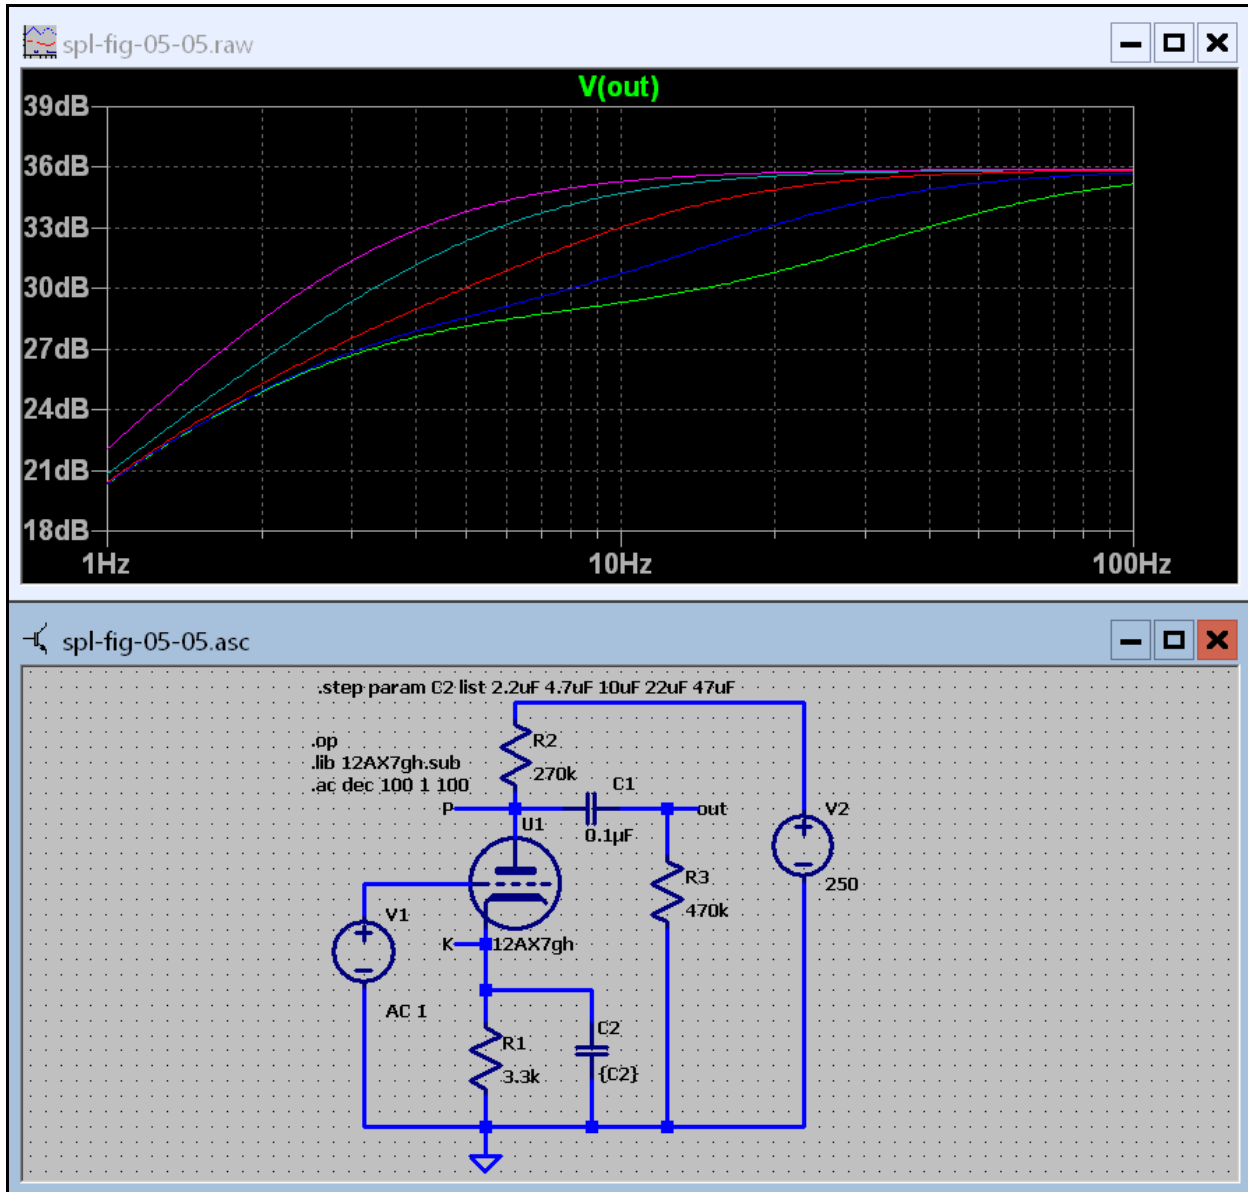 spl-fig-05-05.raw
V(out)
39dB
36dB
33dB
30dB
27dB
24dB
21dB
18dB
1Hz 10Hz 100Hz
spl-fig-05-05.asc
.step param C2 list 2.2uF 4.7uF 10uF 22uF 47uF
.op
.lib 12AX7gh.sub
.ac dec 100 1 100
R2
270k
C1
0.1µF
P
out
U1
V2
250
R3
470k
V1
AC 1
K
12AX7gh
R1
3.3k
C2
{C2}